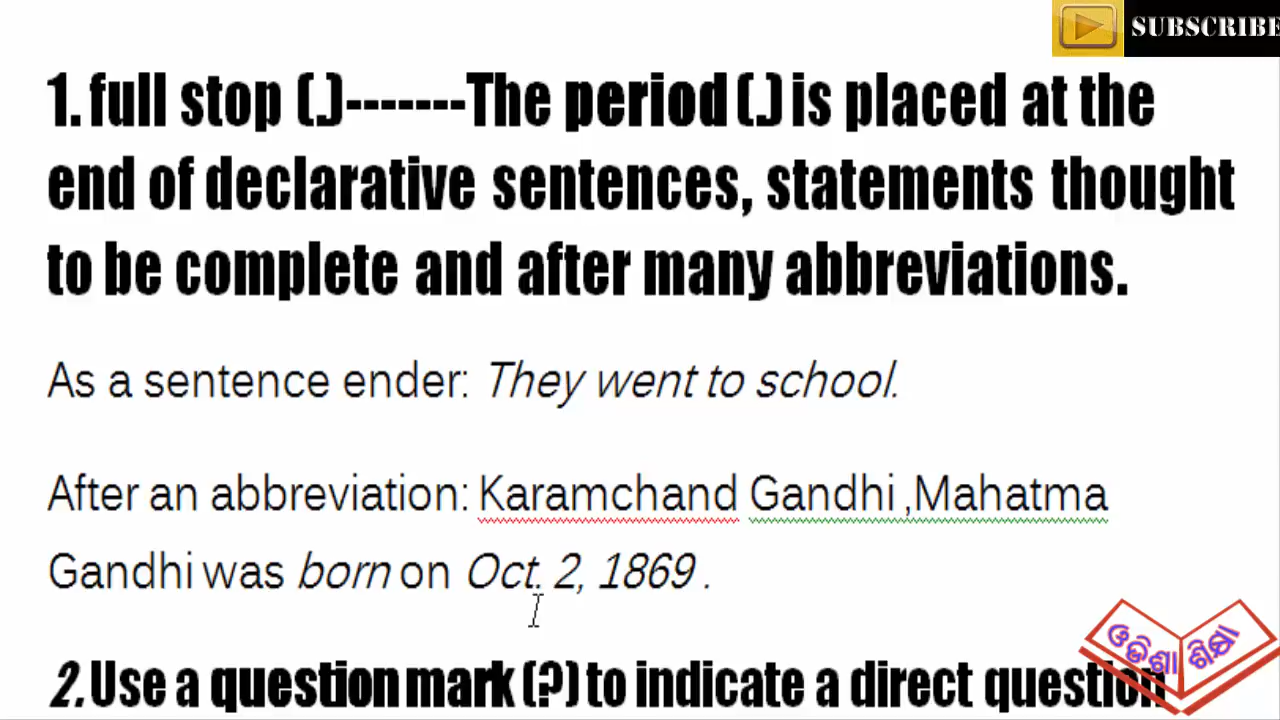 SUBSCRIBE
1. full stop (.)-------The period (.) is placed at the
end of declarative sentences, statements thought
to be complete and after many abbreviations.
As a sentence ender: They went to school.
After an abbreviation: Karamchand Gandhi ,Mahatma
Gandhi was born on Oct. 2, 1869 .
2. Use a question mark (?) to indicate a direct question
ଓଡିଶା ଶିକ୍ଷା